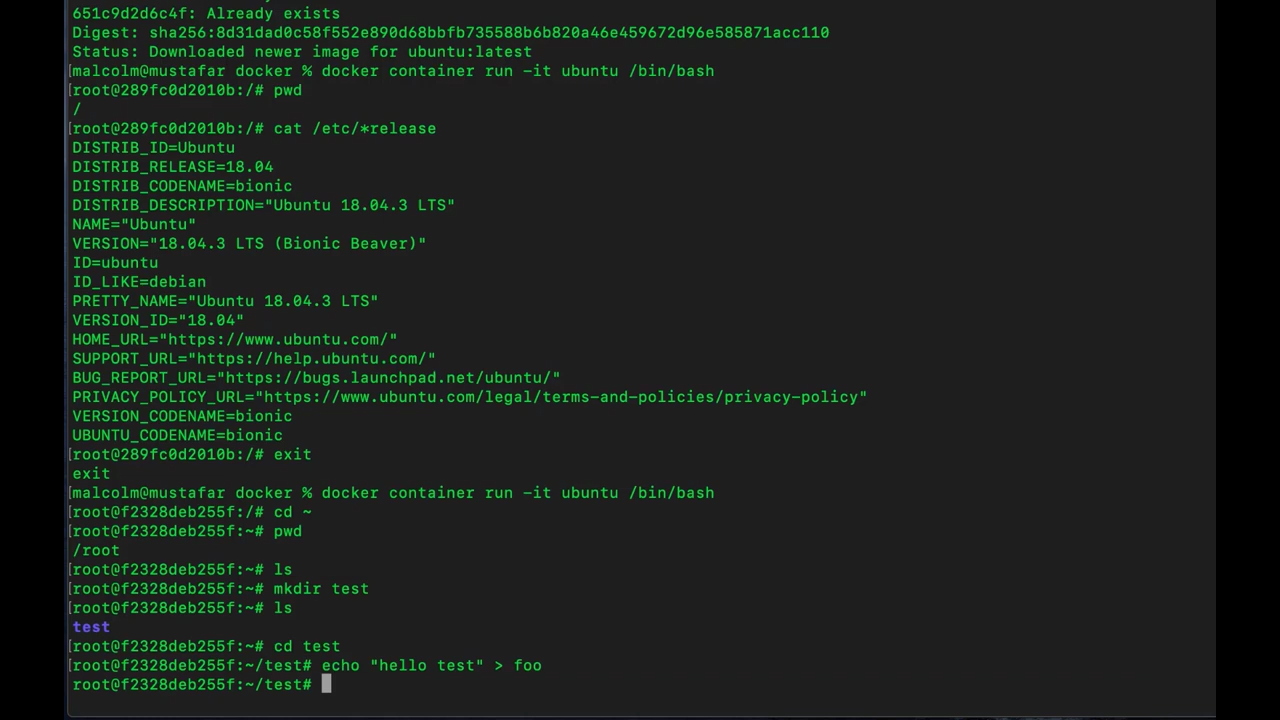 651c9d2d6c4f: Already exists
Digest: sha256:8d31dad0c58f552e890d68bbfb735588b6b820a46e459672d96e585871acc110
Status: Downloaded newer image for ubuntu:latest
[malcolm@mustafar docker % docker container run -it ubuntu /bin/bash
[root@289fc0d2010b:/# pwd
/
[root@289fc0d2010b:/# cat /etc/*release
DISTRIB_ID=Ubuntu
DISTRIB_RELEASE=18.04
DISTRIB_CODENAME=bionic
DISTRIB_DESCRIPTION="Ubuntu 18.04.3 LTS"
NAME="Ubuntu"
VERSION="18.04.3 LTS (Bionic Beaver)"
ID=ubuntu
ID_LIKE=debian
PRETTY_NAME="Ubuntu 18.04.3 LTS"
VERSION_ID="18.04"
HOME_URL="https://www.ubuntu.com/"
SUPPORT_URL="https://help.ubuntu.com/"
BUG_REPORT_URL="https://bugs.launchpad.net/ubuntu/"
PRIVACY_POLICY_URL="https://www.ubuntu.com/legal/terms-and-policies/privacy-policy"
VERSION_CODENAME=bionic
UBUNTU_CODENAME=bionic
[root@289fc0d2010b:/# exit
exit
[malcolm@mustafar docker % docker container run -it ubuntu /bin/bash
[root@f2328deb255f:/# cd ~
[root@f2328deb255f:~# pwd
/root
[root@f2328deb255f:~# ls
[root@f2328deb255f:~# mkdir test
[root@f2328deb255f:~# ls
test
[root@f2328deb255f:~# cd test
[root@f2328deb255f:~/test# echo "hello test" > foo
root@f2328deb255f:~/test#